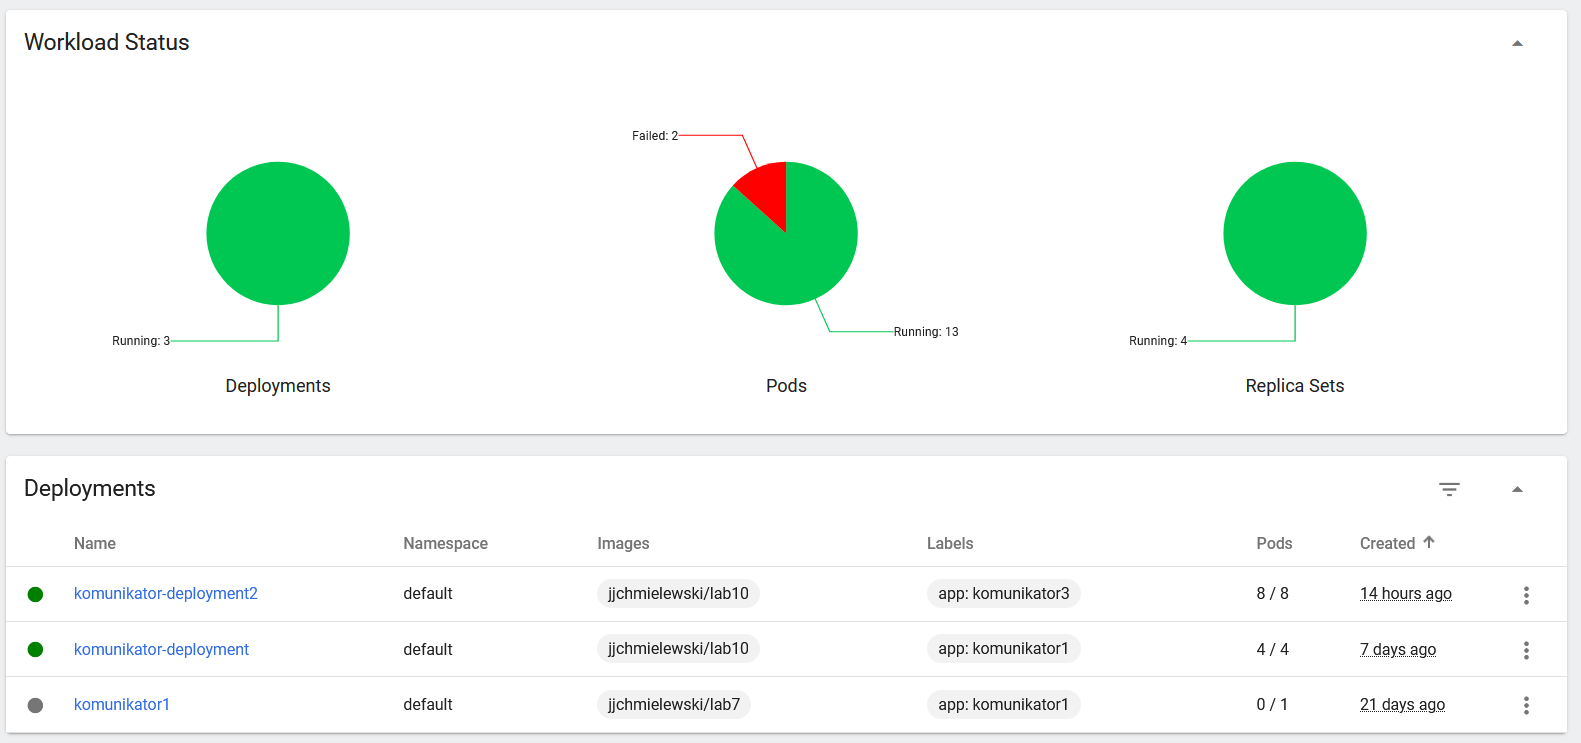 Workload Status
Failed: 2
Running: 3
Running: 13
Running: 4
Deployments
Pods
Replica Sets
Deployments
Name Namespace Images Labels Pods Created
komunikator-deployment2 default jjchmielewski/lab10 app: komunikator3 8 / 8 14 hours ago
komunikator-deployment default jjchmielewski/lab10 app: komunikator1 4 / 4 7 days ago
komunikator1 default jjchmielewski/lab7 app: komunikator1 0 / 1 21 days ago